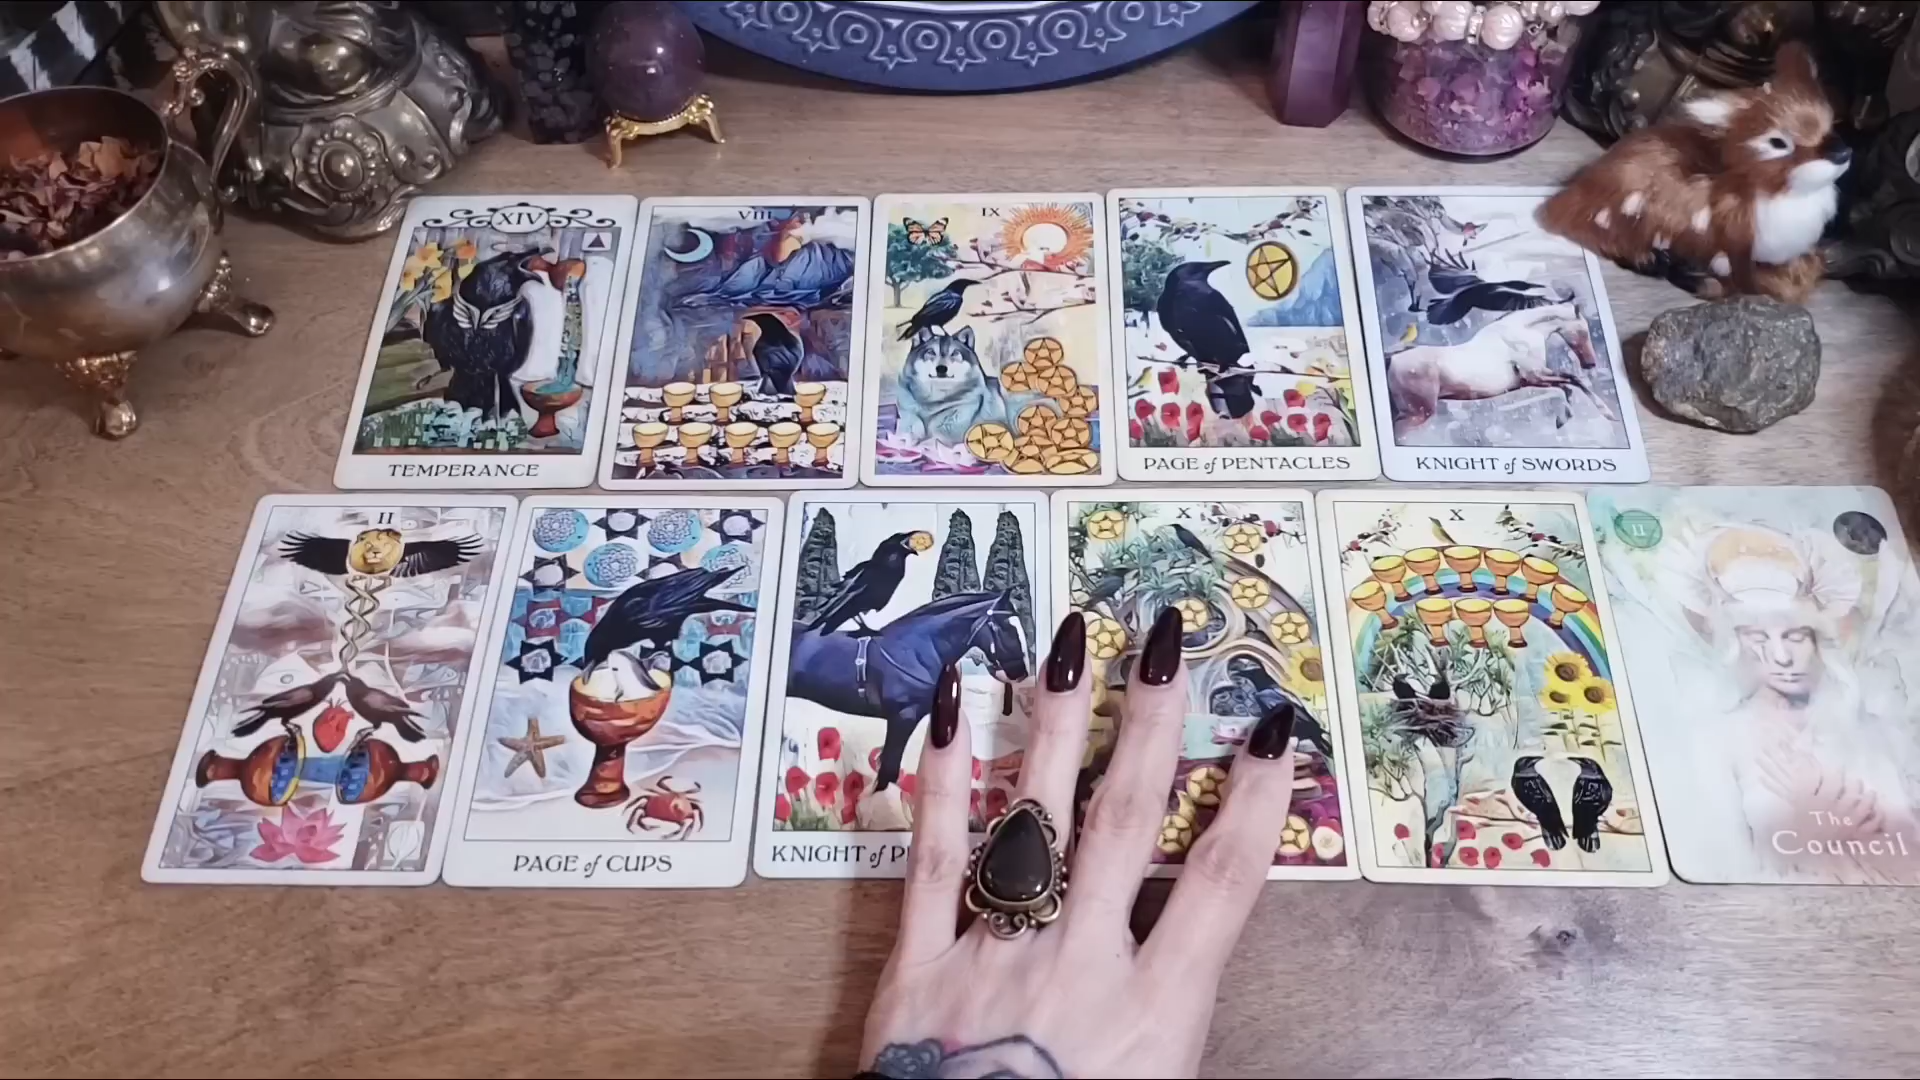 XIV
TEMPERANCE
VIII
IX
PAGE of PENTACLES
KNIGHT of SWORDS
II
PAGE of CUPS
KNIGHT of P
X
X
II
The
Council